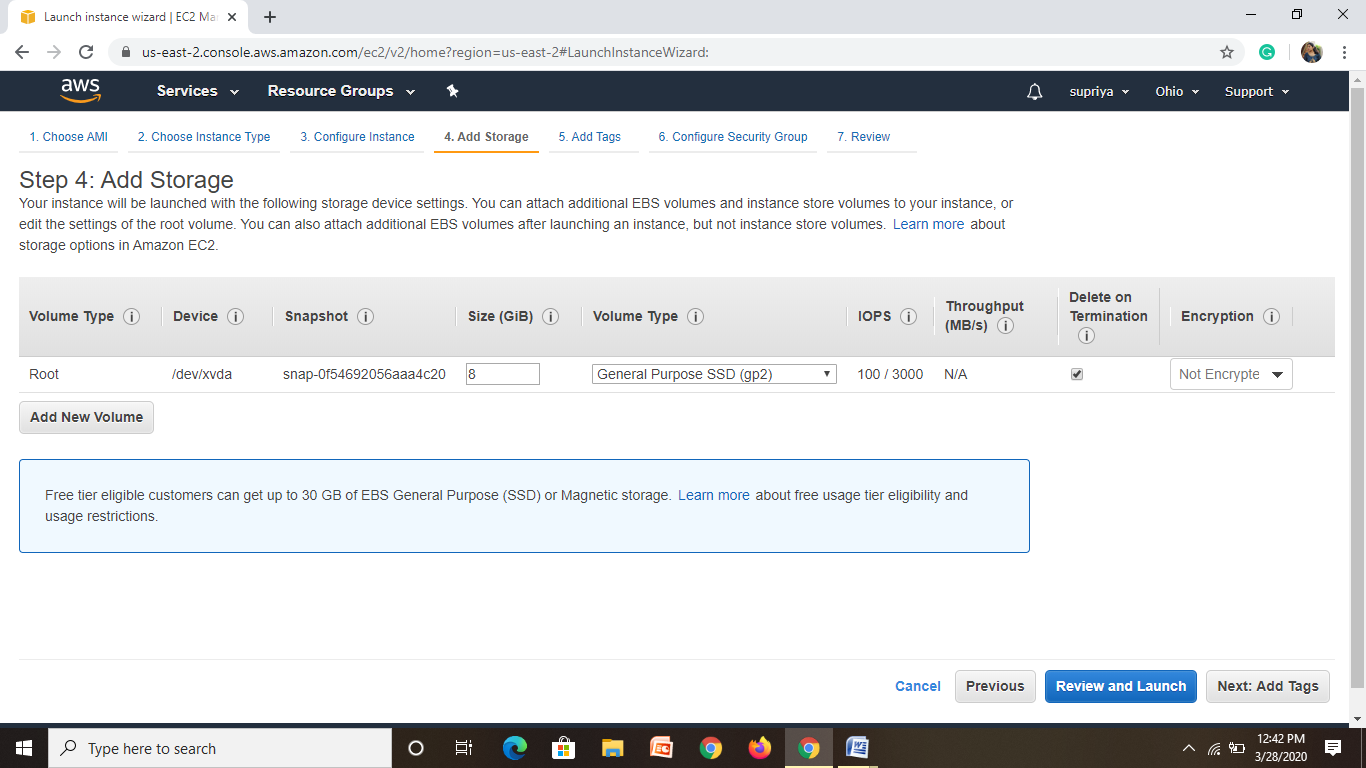 Launch instance wizard | EC2 Ma
us-east-2.console.aws.amazon.com/ec2/v2/home?region=us-east-2#LaunchInstanceWizard:
aws Services Resource Groups supriya Ohio Support
1. Choose AMI 2. Choose Instance Type 3. Configure Instance 4. Add Storage 5. Add Tags 6. Configure Security Group 7. Review
Step 4: Add Storage
Your instance will be launched with the following storage device settings. You can attach additional EBS volumes and instance store volumes to your instance, or
edit the settings of the root volume. You can also attach additional EBS volumes after launching an instance, but not instance store volumes. Learn more about
storage options in Amazon EC2.
Volume Type i Device i Snapshot i Size (GiB) i Volume Type i IOPS i Throughput (MB/s) i Delete on Termination i Encryption i
Root /dev/xvda snap-0f54692056aaa4c20 8 General Purpose SSD (gp2) 100 / 3000 N/A Not Encrypte
Add New Volume
Free tier eligible customers can get up to 30 GB of EBS General Purpose (SSD) or Magnetic storage. Learn more about free usage tier eligibility and
usage restrictions.
Cancel Previous Review and Launch Next: Add Tags
Type here to search
12:42 PM
3/28/2020